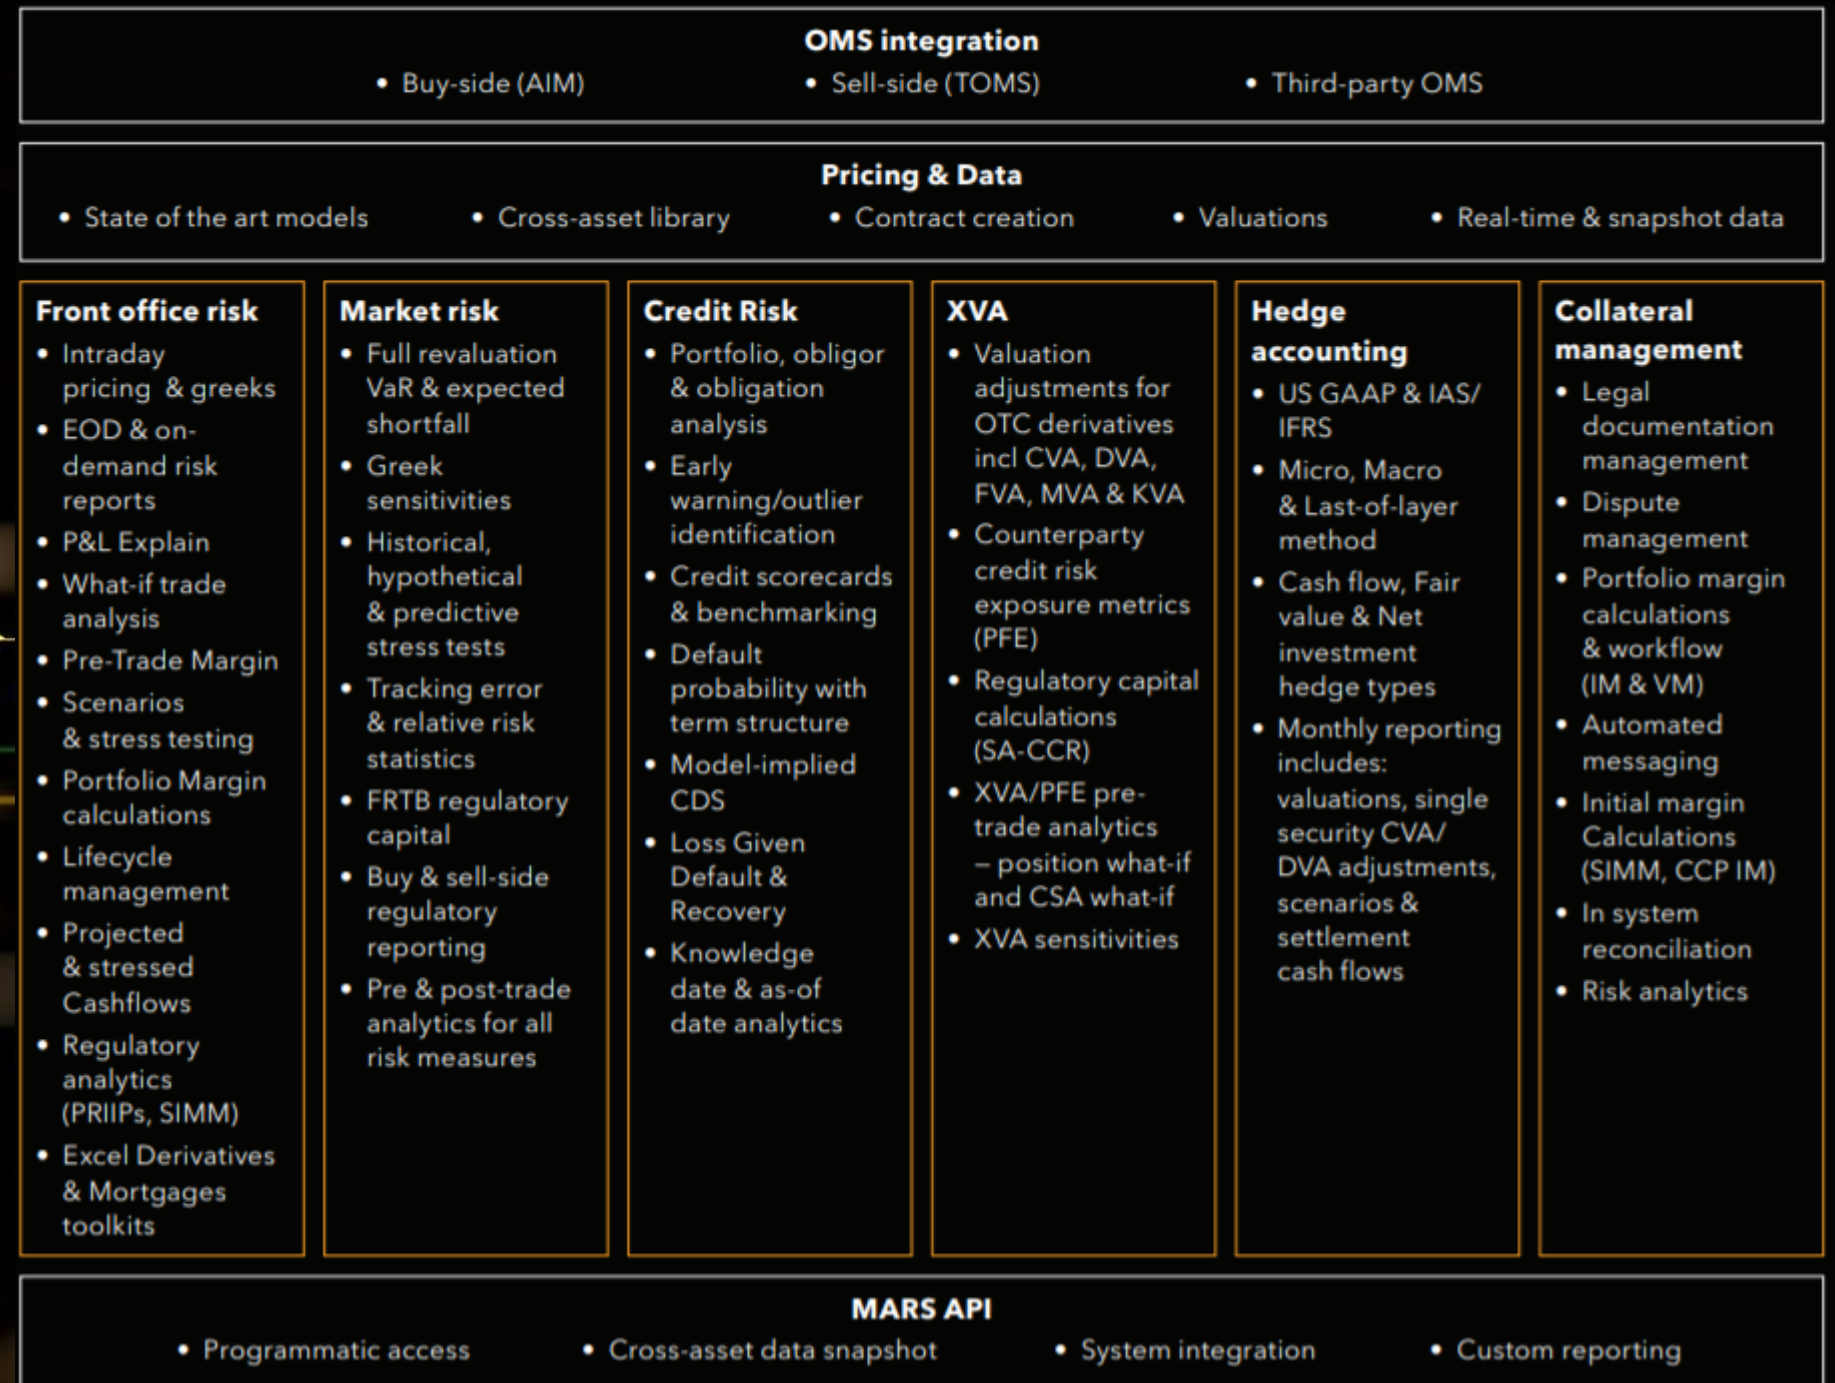 OMS integration
• Buy-side (AIM) • Sell-side (TOMS) • Third-party OMS
Pricing & Data
• State of the art models • Cross-asset library • Contract creation • Valuations • Real-time & snapshot data
Front office risk
• Intraday
pricing & greeks
• EOD & on-
demand risk
reports
• P&L Explain
• What-if trade
analysis
• Pre-Trade Margin
• Scenarios
& stress testing
• Portfolio Margin
calculations
• Lifecycle
management
• Projected
& stressed
Cashflows
• Regulatory
analytics
(PRIIPs, SIMM)
• Excel Derivatives
& Mortgages
toolkits
Market risk
• Full revaluation
VaR & expected
shortfall
• Greek
sensitivities
• Historical,
hypothetical
& predictive
stress tests
• Tracking error
& relative risk
statistics
• FRTB regulatory
capital
• Buy & sell-side
regulatory
reporting
• Pre & post-trade
analytics for all
risk measures
Credit Risk
• Portfolio, obligor
& obligation
analysis
• Early
warning/outlier
identification
• Credit scorecards
& benchmarking
• Default
probability with
term structure
• Model-implied
CDS
• Loss Given
Default &
Recovery
• Knowledge
date & as-of
date analytics
XVA
• Valuation
adjustments for
OTC derivatives
incl CVA, DVA,
FVA, MVA & KVA
• Counterparty
credit risk
exposure metrics
(PFE)
• Regulatory capital
calculations
(SA-CCR)
• XVA/PFE pre-
trade analytics
– position what-if
and CSA what-if
• XVA sensitivities
Hedge
accounting
• US GAAP & IAS/
IFRS
• Micro, Macro
& Last-of-layer
method
• Cash flow, Fair
value & Net
investment
hedge types
• Monthly reporting
includes:
valuations, single
security CVA/
DVA adjustments,
scenarios &
settlement
cash flows
Collateral
management
• Legal
documentation
management
• Dispute
management
• Portfolio margin
calculations
& workflow
(IM & VM)
• Automated
messaging
• Initial margin
Calculations
(SIMM, CCP IM)
• In system
reconciliation
• Risk analytics
MARS API
• Programmatic access • Cross-asset data snapshot • System integration • Custom reporting